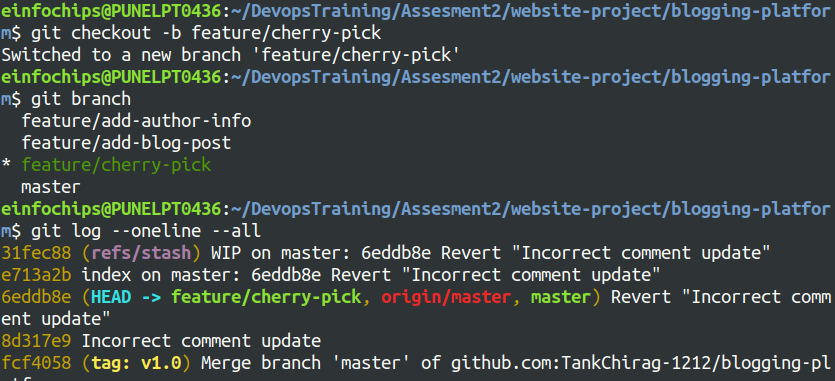 einfochips@PUNELPT0436:~/DevopsTraining/Assesment2/website-project/blogging-platfor
m$ git checkout -b feature/cherry-pick
Switched to a new branch 'feature/cherry-pick'
einfochips@PUNELPT0436:~/DevopsTraining/Assesment2/website-project/blogging-platfor
m$ git branch
  feature/add-author-info
  feature/add-blog-post
* feature/cherry-pick
  master
einfochips@PUNELPT0436:~/DevopsTraining/Assesment2/website-project/blogging-platfor
m$ git log --oneline --all
31fec88 (refs/stash) WIP on master: 6eddb8e Revert "Incorrect comment update"
e713a2b index on master: 6eddb8e Revert "Incorrect comment update"
6eddb8e (HEAD -> feature/cherry-pick, origin/master, master) Revert "Incorrect comm
ent update"
8d317e9 Incorrect comment update
fcf4058 (tag: v1.0) Merge branch 'master' of github.com:TankChirag-1212/blogging-pl